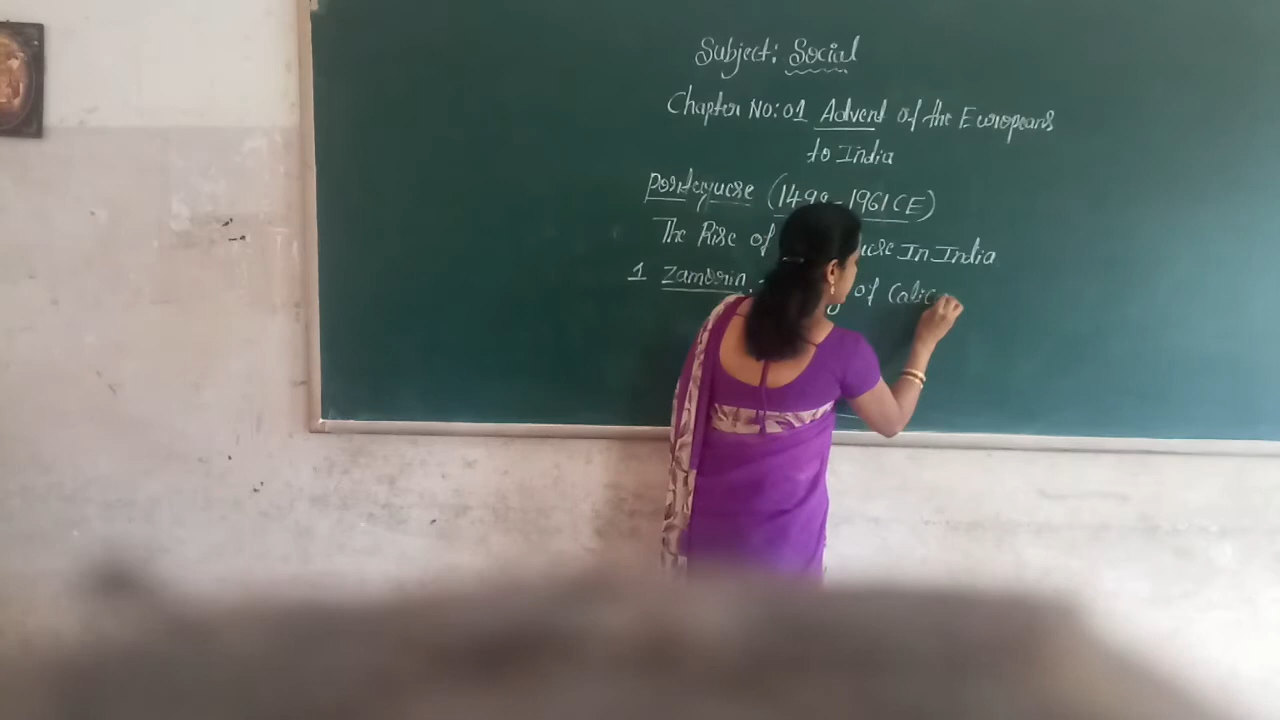 Subject: Social
Chapter No: 01 Advent of the Europeans
to India
Portuguese (1498-1961 CE)
The Rise of In India
1 Zamorin of Calic